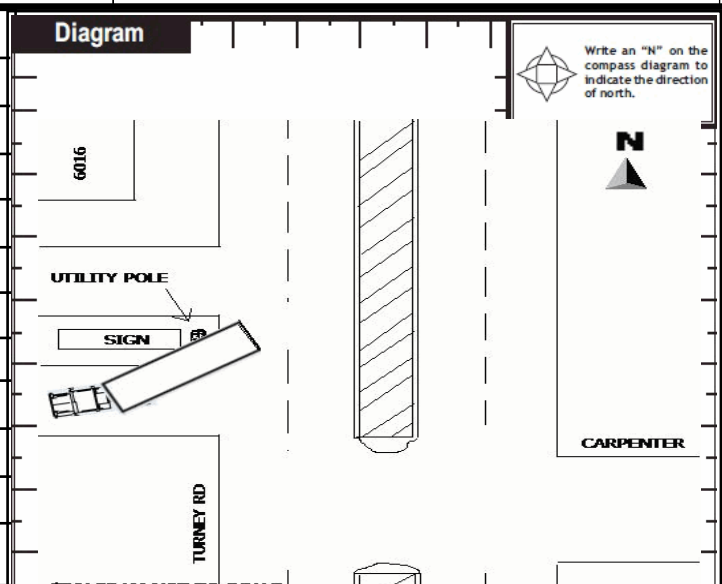 Diagram
Write an "N" on the
compass diagram to
indicate the direction
of north.
N
6016
UTILITY POLE
SIGN
CARPENTER
TURNEY RD